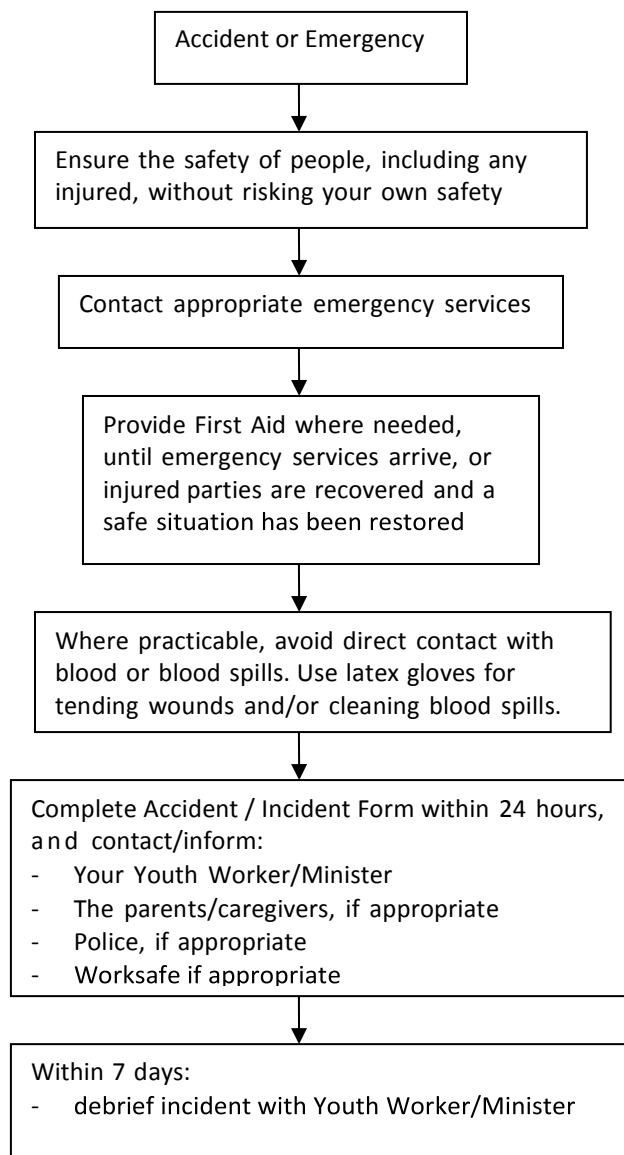 Accident or Emergency
Ensure the safety of people, including any
injured, without risking your own safety
Contact appropriate emergency services
Provide First Aid where needed,
until emergency services arrive, or
injured parties are recovered and a
safe situation has been restored
Where practicable, avoid direct contact with
blood or blood spills. Use latex gloves for
tending wounds and/or cleaning blood spills.
Complete Accident / Incident Form within 24 hours,
and contact/inform:
- Your Youth Worker/Minister
- The parents/caregivers, if appropriate
- Police, if appropriate
- Worksafe if appropriate
Within 7 days:
- debrief incident with Youth Worker/Minister